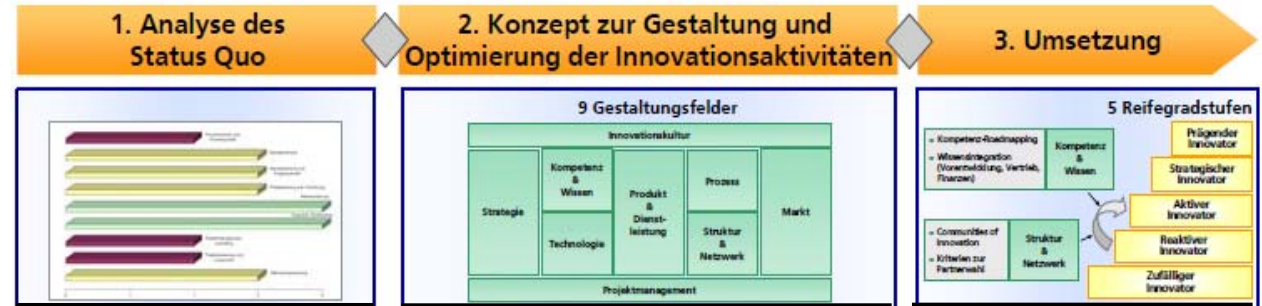 1. Analyse des
Status Quo
2. Konzept zur Gestaltung und
Optimierung der Innovationsaktivitäten
3. Umsetzung
9 Gestaltungsfelder
Innovationskultur
Strategie
Kompetenz
&
Wissen
Technologie
Produkt
&
Dienst-
leistung
Prozess
Struktur
&
Netzwerk
Markt
Projektmanagement
5 Reifegradstufen
= Kompetenz-Roadmapping
= Wissensintegration
(Vorentwicklung, Vertrieb,
Finanzen)
Kompetenz
&
Wissen
= Communities of
Innovation
= Kriterien zur
Partnerwahl
Struktur
&
Netzwerk
Prägender
Innovator
Strategischer
Innovator
Aktiver
Innovator
Reaktiver
Innovator
Zufälliger
Innovator